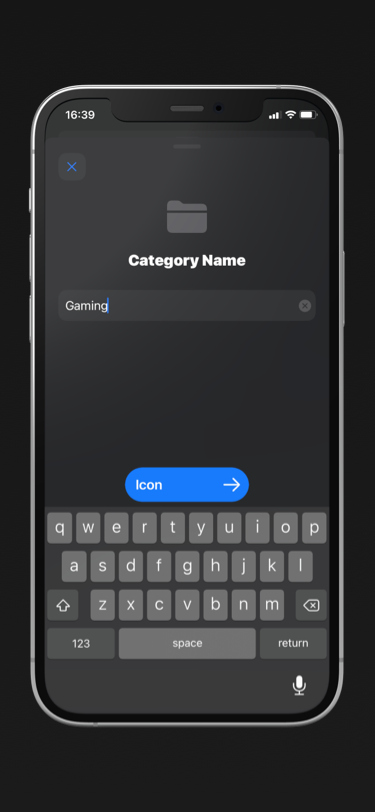 16:39
Category Name
Gaming
Icon
q w e r t y u i o p
a s d f g h j k l
z x c v b n m
123 space return